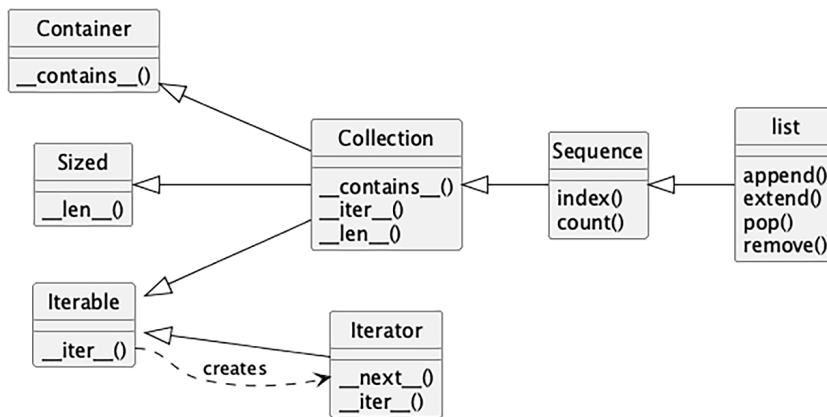 Container
__contains__()
Sized
__len__()
Iterable
__iter__()
creates
Collection
__contains__()
__iter__()
__len__()
Iterator
__next__()
__iter__()
Sequence
index()
count()
list
append()
extend()
pop()
remove()